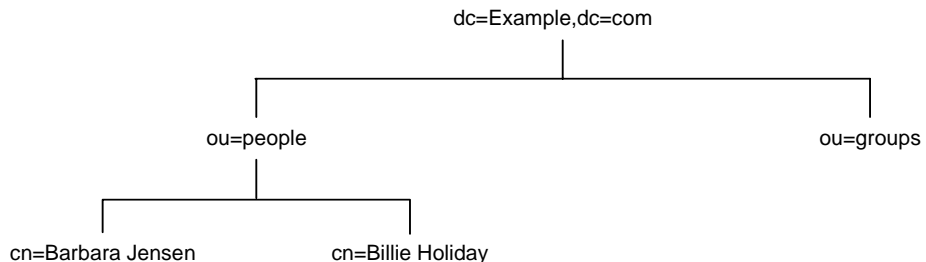 dc=Example,dc=com
ou=people
ou=groups
cn=Barbara Jensen
cn=Billie Holiday